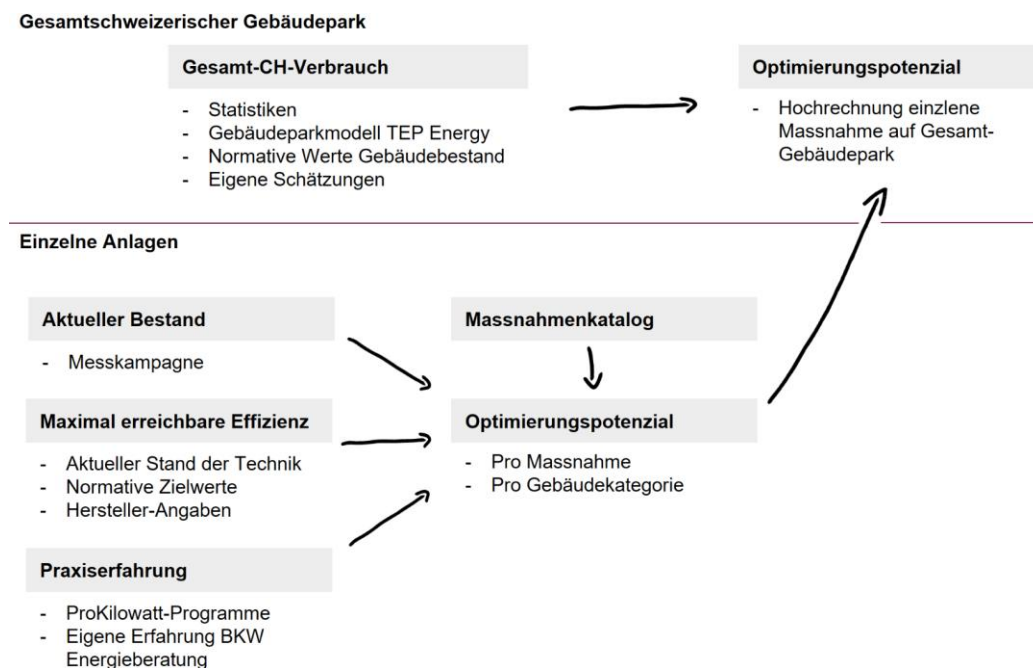 Gesamtschweizerischer Gebäudepark
Gesamt-CH-Verbrauch
- Statistiken
- Gebäudeparkmodell TEP Energy
- Normative Werte Gebäudebestand
- Eigene Schätzungen
Optimierungspotenzial
- Hochrechnung einzlene
Massnahme auf Gesamt-
Gebäudepark
Einzelne Anlagen
Aktueller Bestand
- Messkampagne
Maximal erreichbare Effizienz
- Aktueller Stand der Technik
- Normative Zielwerte
- Hersteller-Angaben
Praxiserfahrung
- ProKilowatt-Programme
- Eigene Erfahrung BKW
Energieberatung
Massnahmenkatalog
Optimierungspotenzial
- Pro Massnahme
- Pro Gebäudekategorie